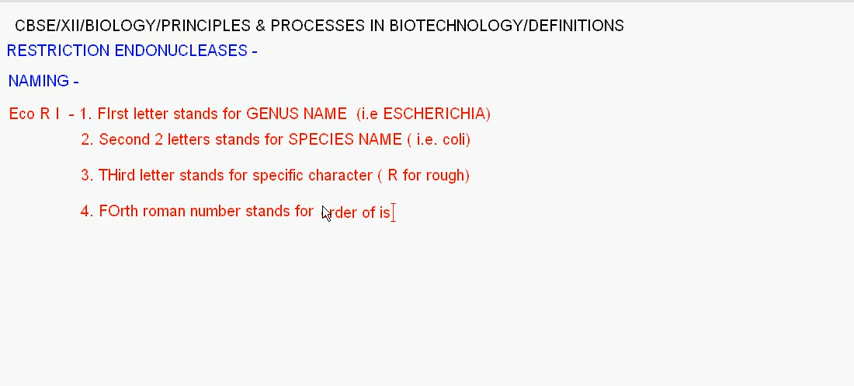 CBSE/XII/BIOLOGY/PRINCIPLES & PROCESSES IN BIOTECHNOLOGY/DEFINITIONS
RESTRICTION ENDONUCLEASES -
NAMING -
Eco R I - 1. FIrst letter stands for GENUS NAME (i.e ESCHERICHIA)
2. Second 2 letters stands for SPECIES NAME ( i.e. coli)
3. THird letter stands for specific character ( R for rough)
4. FOrth roman number stands for order of is